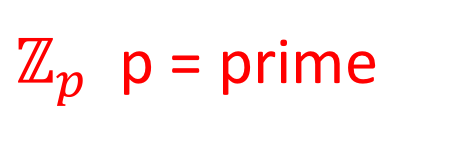 ℤ𝑝 p = prime